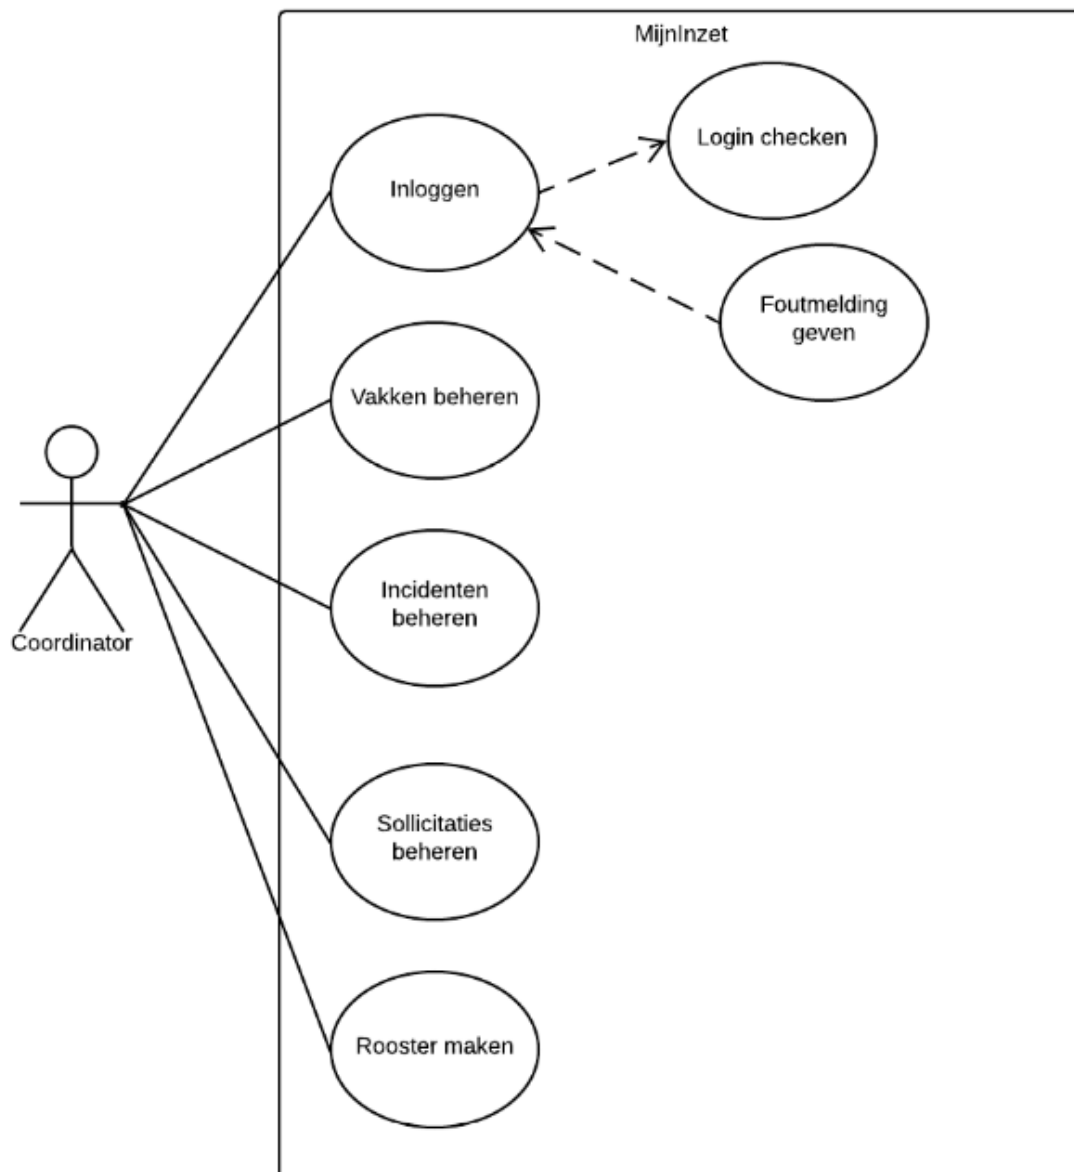 MijnInzet
Login checken
Inloggen
Foutmelding
geven
Vakken beheren
Incidenten
beheren
Coordinator
Sollicitaties
beheren
Rooster maken